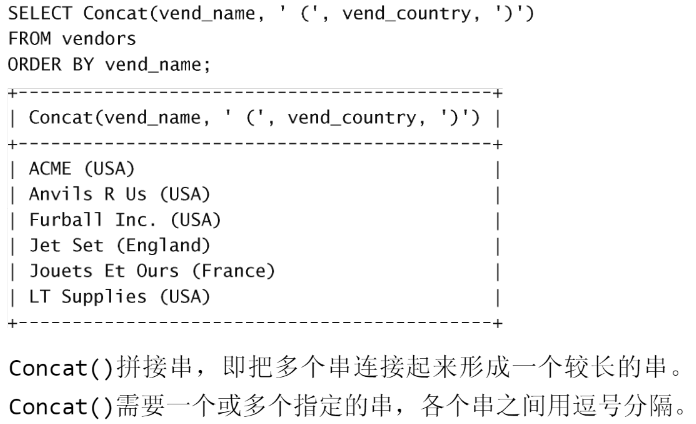 SELECT Concat(vend_name, ' (', vend_country, ')')
FROM vendors
ORDER BY vend_name;
+--------------------------------------------+
| Concat(vend_name, ' (', vend_country, ')') |
+--------------------------------------------+
| ACME (USA) |
| Anvils R Us (USA) |
| Furball Inc. (USA) |
| Jet Set (England) |
| Jouets Et Ours (France) |
| LT Supplies (USA) |
+--------------------------------------------+
Concat()拼接串，即把多个串连接起来形成一个较长的串。
Concat()需要一个或多个指定的串，各个串之间用逗号分隔。